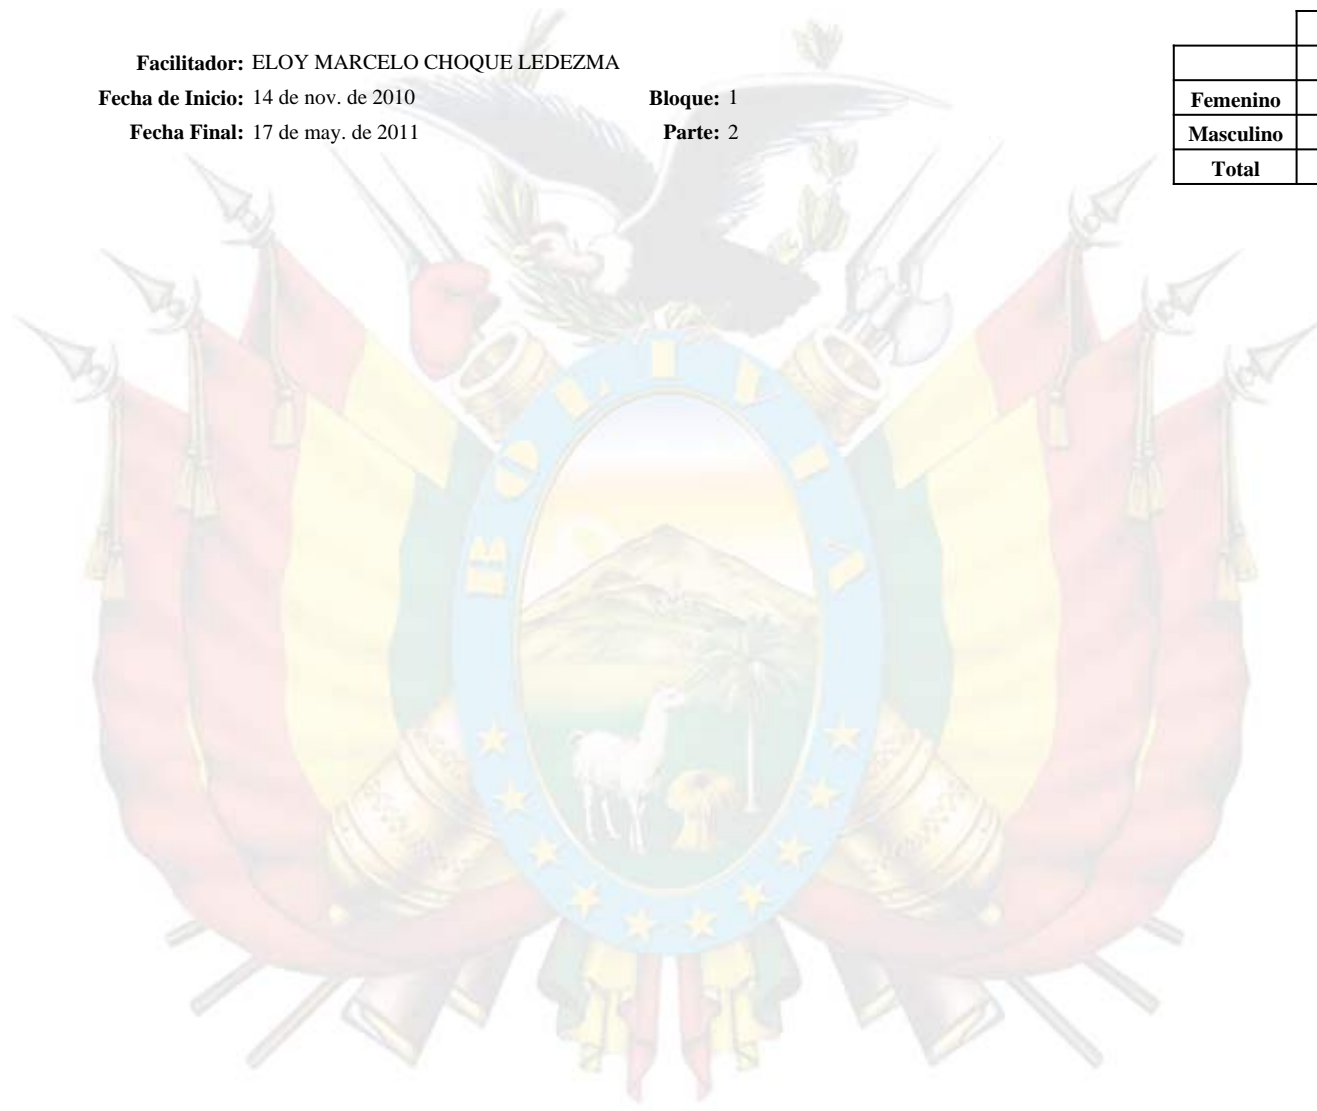 Facilitador: ELOY MARCELO CHOQUE LEDEZMA
Fecha de Inicio: 14 de nov. de 2010 Bloque: 1
Fecha Final: 17 de may. de 2011 Parte: 2
Femenino
Masculino
Total
BOLIVIA